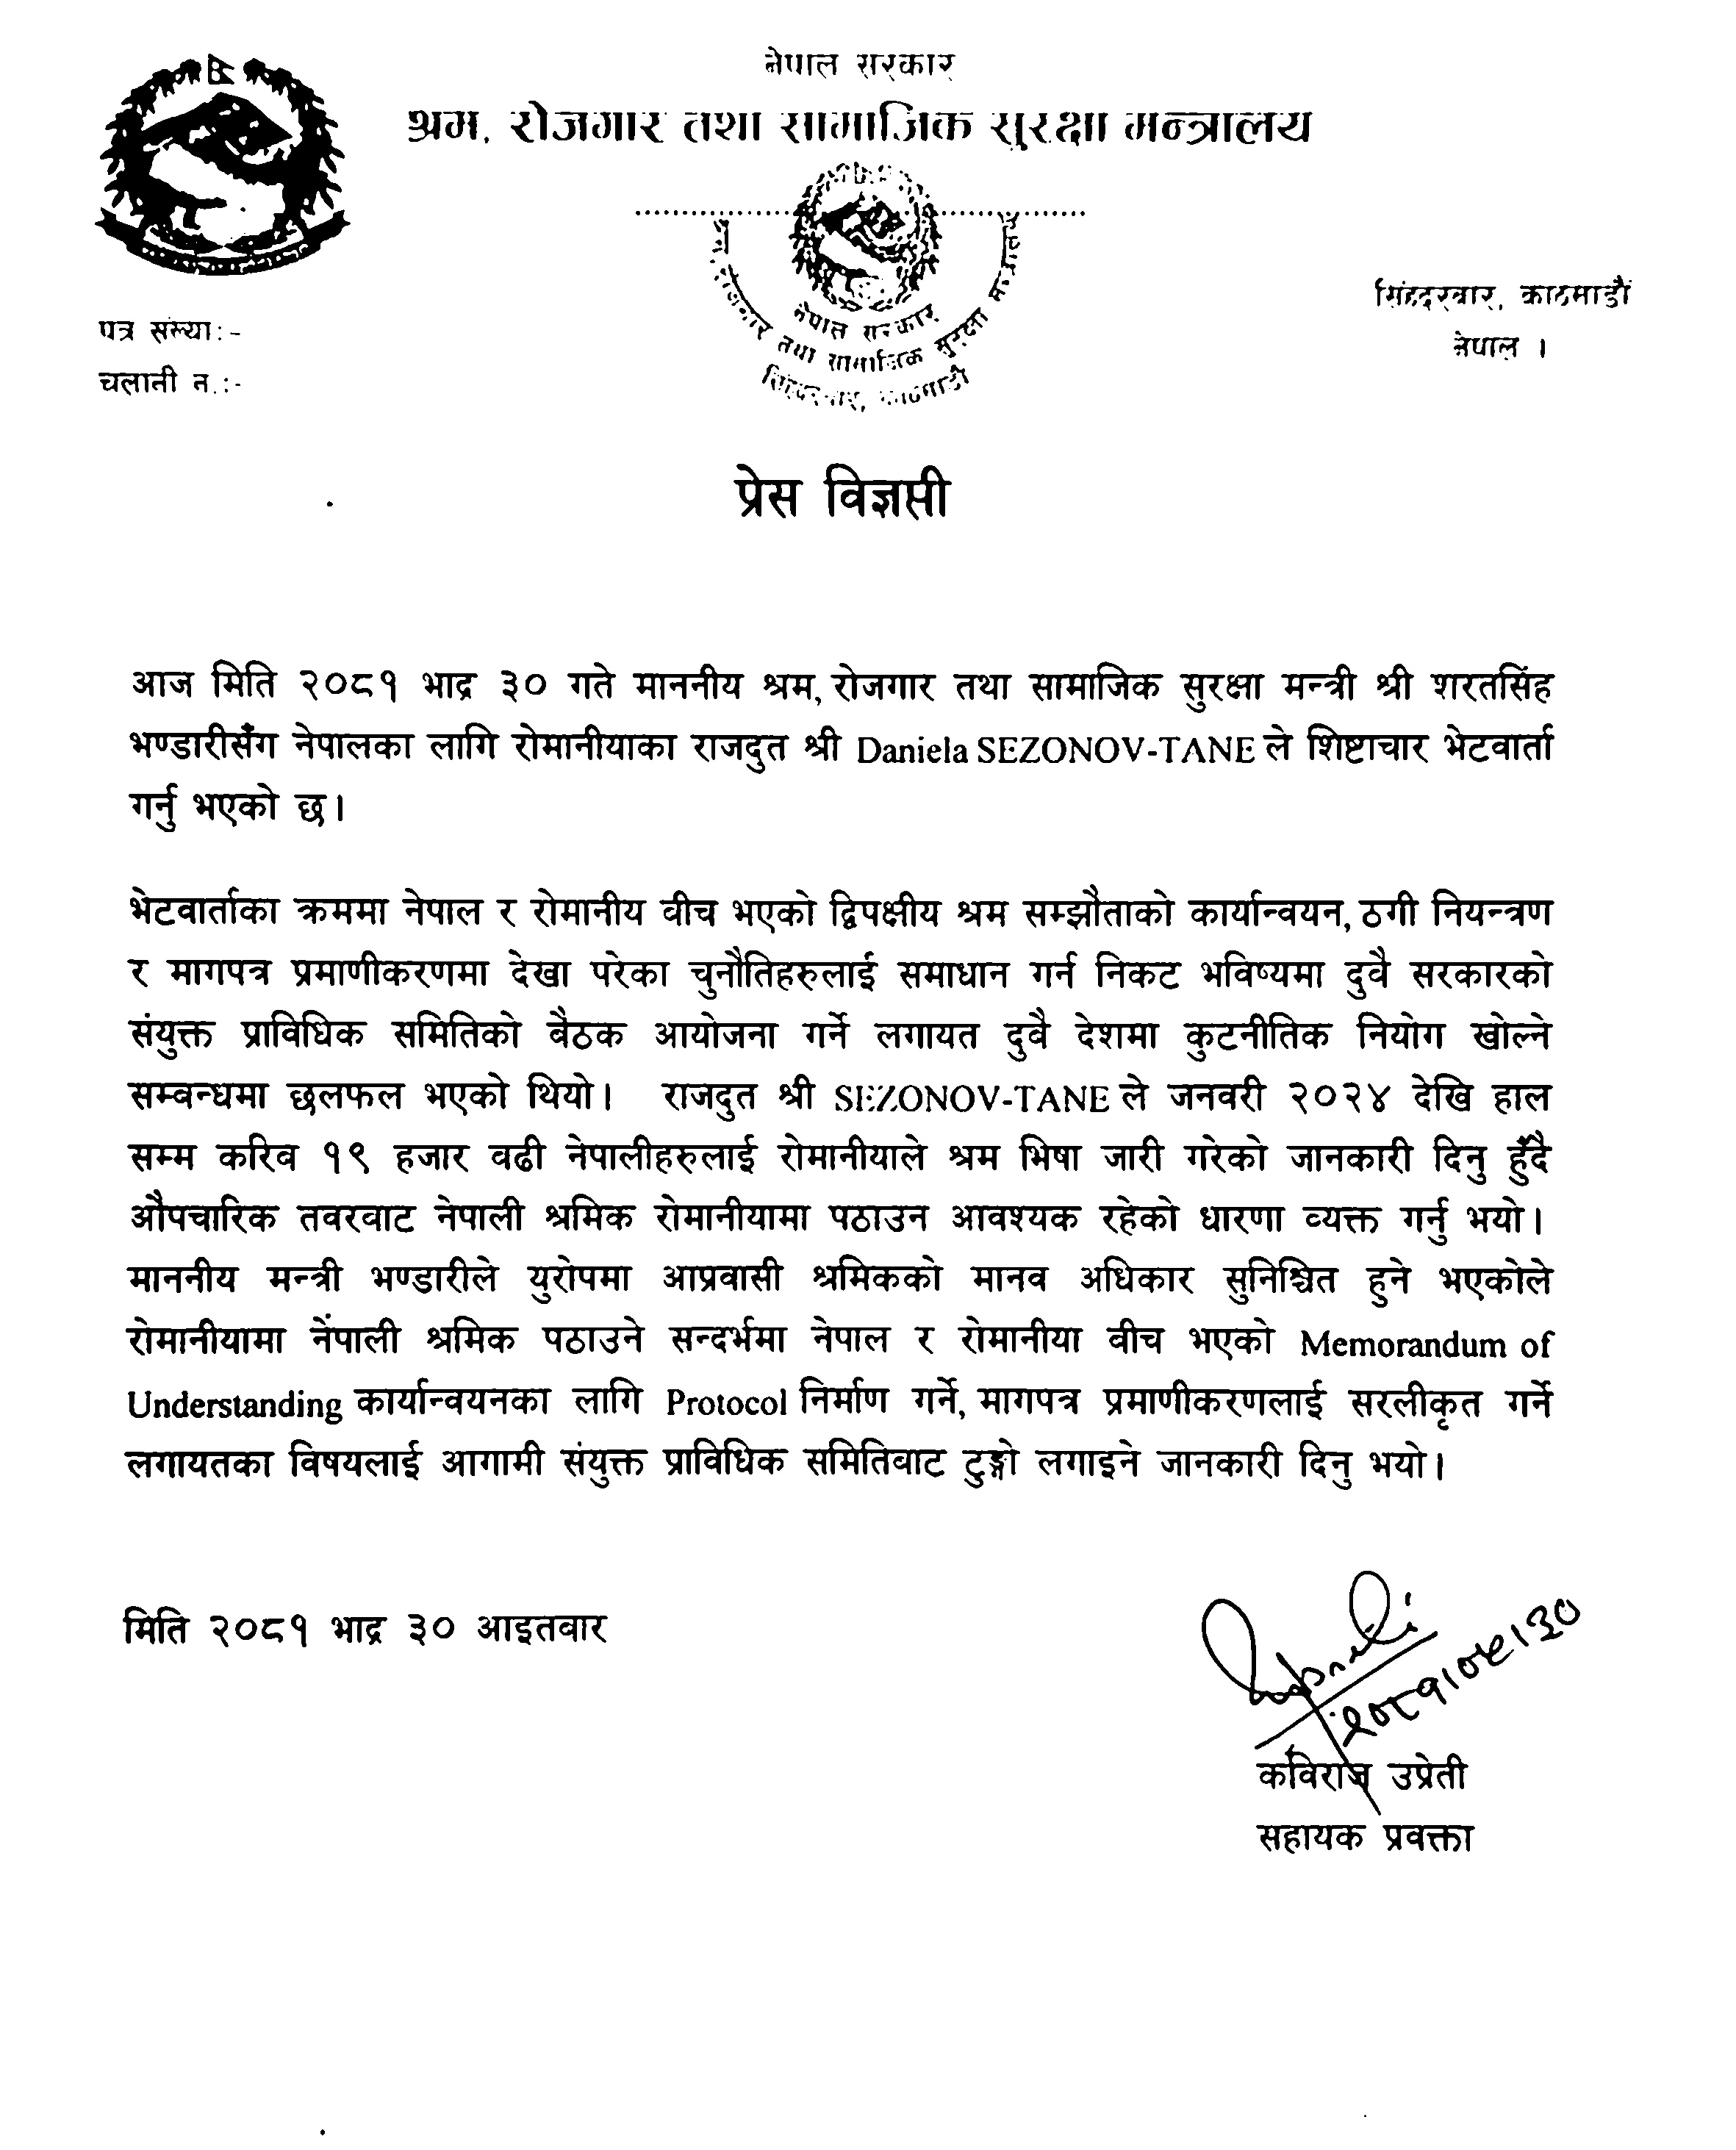 नेपाल सरकार
श्रम, रोजगार तथा सामाजिक सुरक्षा मन्त्रालय
नेपाल सरकार
रोजगार तथा सामाजिक सुरक्षा मन्त्रालय
सिंहदरबार, काठमाडौं
सिंहदरबार, काठमाडौं
नेपाल ।
पत्र संख्या:-
चलानी न.:-
प्रेस विज्ञप्ती
आज मिति २०८१ भाद्र ३० गते माननीय श्रम, रोजगार तथा सामाजिक सुरक्षा मन्त्री श्री शरतसिंह
भण्डारीसँग नेपालका लागि रोमानीयाका राजदुत श्री Daniela SEZONOV-TANE ले शिष्टाचार भेटवार्ता
गर्नु भएको छ।
भेटवार्ताका क्रममा नेपाल र रोमानीय वीच भएको द्विपक्षीय श्रम सम्झौताको कार्यान्वयन, ठगी नियन्त्रण
र मागपत्र प्रमाणीकरणमा देखा परेका चुनौतिहरुलाई समाधान गर्न निकट भविष्यमा दुवै सरकारको
संयुक्त प्राविधिक समितिको बैठक आयोजना गर्ने लगायत दुवै देशमा कुटनीतिक नियोग खोल्ने
सम्वन्धमा छलफल भएको थियो। राजदुत श्री SEZONOV-TANE ले जनवरी २०२४ देखि हाल
सम्म करिव १९ हजार वढी नेपालीहरुलाई रोमानीयाले श्रम भिषा जारी गरेको जानकारी दिनु हुँदै
औपचारिक तवरवाट नेपाली श्रमिक रोमानीयामा पठाउन आवश्यक रहेको धारणा व्यक्त गर्नु भयो।
माननीय मन्त्री भण्डारीले युरोपमा आप्रवासी श्रमिकको मानव अधिकार सुनिश्चित हुने भएकोले
रोमानीयामा नेंपाली श्रमिक पठाउने सन्दर्भमा नेपाल र रोमानीया वीच भएको Memorandum of
Understanding कार्यान्वयनका लागि Protocol निर्माण गर्ने, मागपत्र प्रमाणीकरणलाई सरलीकृत गर्ने
लगायतका विषयलाई आगामी संयुक्त प्राविधिक समितिवाट टुङ्गो लगाइने जानकारी दिनु भयो।
मिति २०८१ भाद्र ३० आइतवार
२०८१।०५।३०
कविराज उप्रेती
सहायक प्रवक्ता